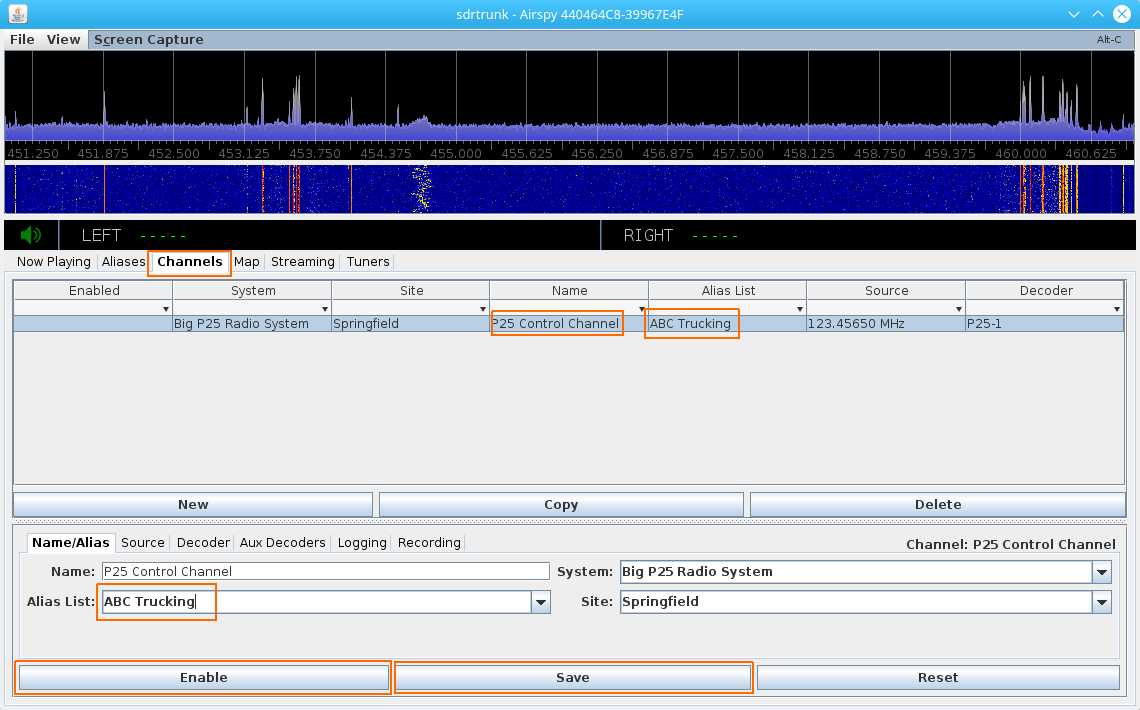 sdrtrunk - Airspy 440464C8-39967E4F
File View Screen Capture Alt-C
451.250 451.875 452.500 453.125 453.750 454.375 455.000 455.625 456.250 456.875 457.500 458.125 458.750 459.375 460.000 460.625
LEFT ----- RIGHT -----
Now Playing Aliases Channels Map Streaming Tuners
Enabled System Site Name Alias List Source Decoder
Big P25 Radio System Springfield P25 Control Channel ABC Trucking 123.45650 MHz P25-1
New Copy Delete
Name/Alias Source Decoder Aux Decoders Logging Recording Channel: P25 Control Channel
Name: P25 Control Channel System: Big P25 Radio System
Alias List: ABC Trucking Site: Springfield
Enable Save Reset